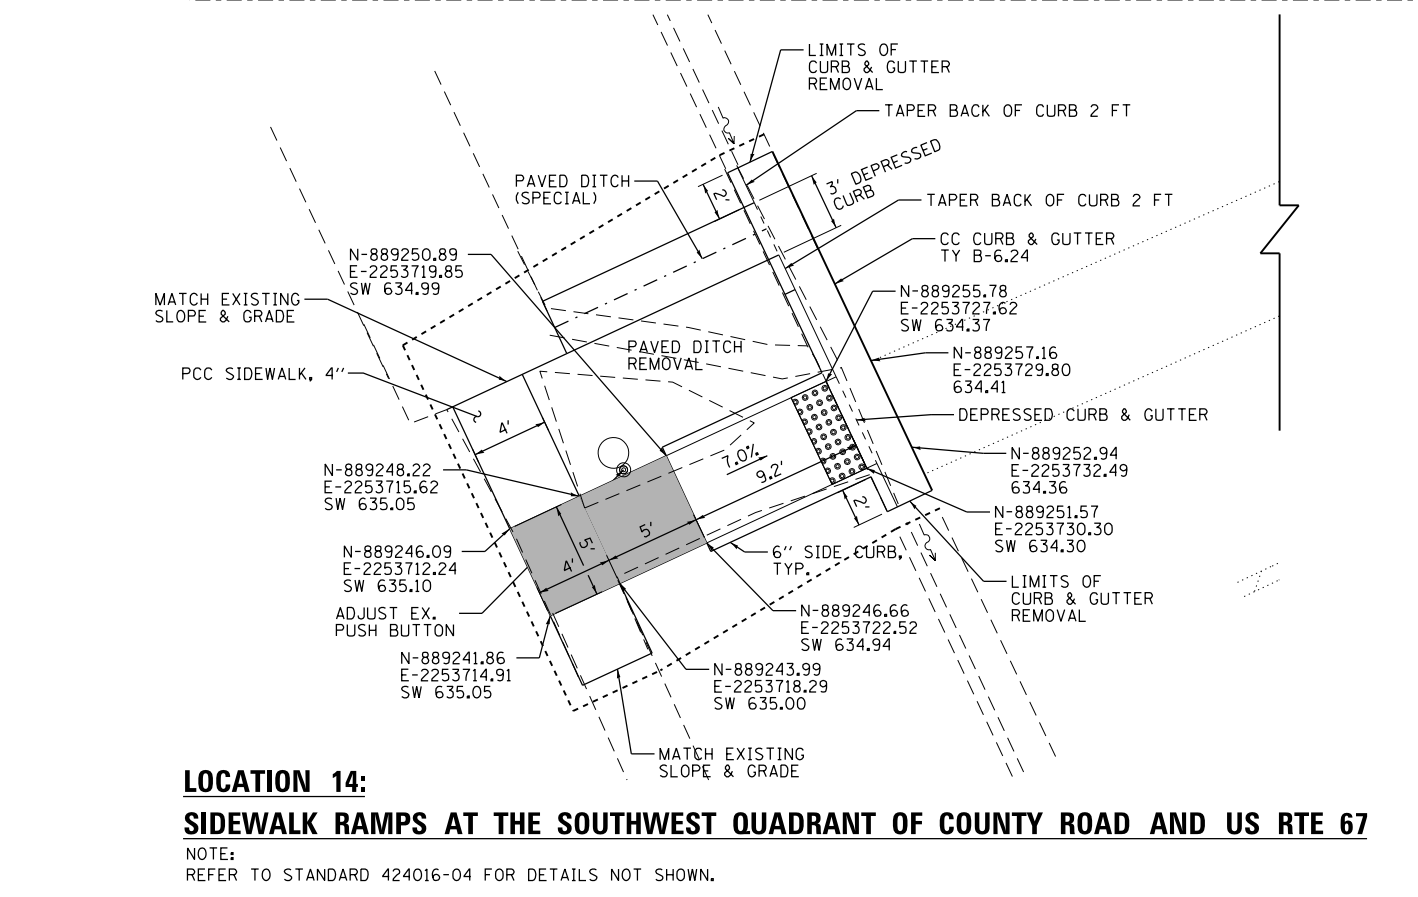 LIMITS OF
CURB & GUTTER
REMOVAL
TAPER BACK OF CURB 2 FT
3' DEPRESSED
CURB
PAVED DITCH
(SPECIAL)
2'
TAPER BACK OF CURB 2 FT
CC CURB & GUTTER
TY B-6.24
N-889250.89
E-2253719.85
SW 634.99
MATCH EXISTING
SLOPE & GRADE
N-889255.78
E-2253727.62
SW 634.37
PAVED DITCH
REMOVAL
N-889257.16
E-2253729.80
634.41
PCC SIDEWALK, 4''
4'
DEPRESSED CURB & GUTTER
7.0%
9.2'
N-889252.94
E-2253732.49
634.36
N-889248.22
E-2253715.62
SW 635.05
2'
N-889251.57
E-2253730.30
SW 634.30
5'
5'
4'
N-889246.09
E-2253712.24
SW 635.10
6'' SIDE CURB,
TYP.
LIMITS OF
CURB & GUTTER
REMOVAL
ADJUST EX.
PUSH BUTTON
N-889246.66
E-2253722.52
SW 634.94
N-889241.86
E-2253714.91
SW 635.05
N-889243.99
E-2253718.29
SW 635.00
MATCH EXISTING
SLOPE & GRADE
LOCATION 14:
SIDEWALK RAMPS AT THE SOUTHWEST QUADRANT OF COUNTY ROAD AND US RTE 67
NOTE:
REFER TO STANDARD 424016-04 FOR DETAILS NOT SHOWN.